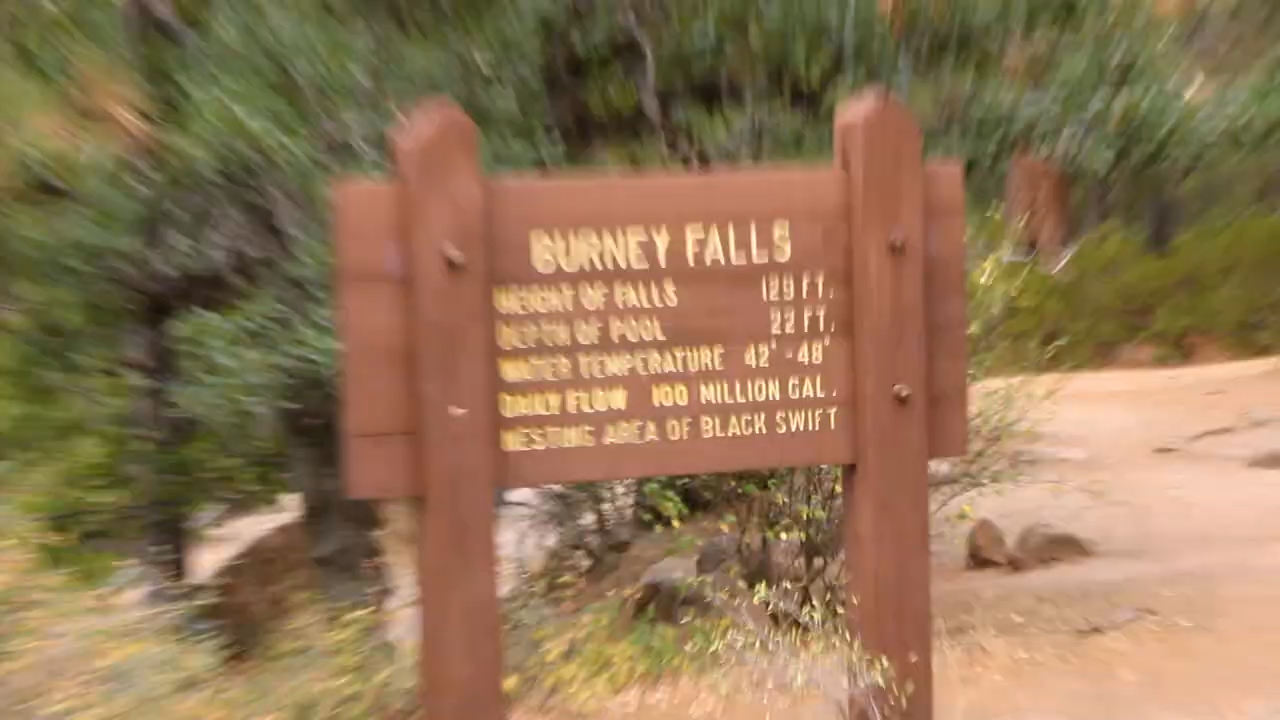 BURNEY FALLS
HEIGHT OF FALLS 129 FT.
DEPTH OF POOL 22 FT.
WATER TEMPERATURE 42° - 48°
DAILY FLOW 100 MILLION GAL.
NESTING AREA OF BLACK SWIFT